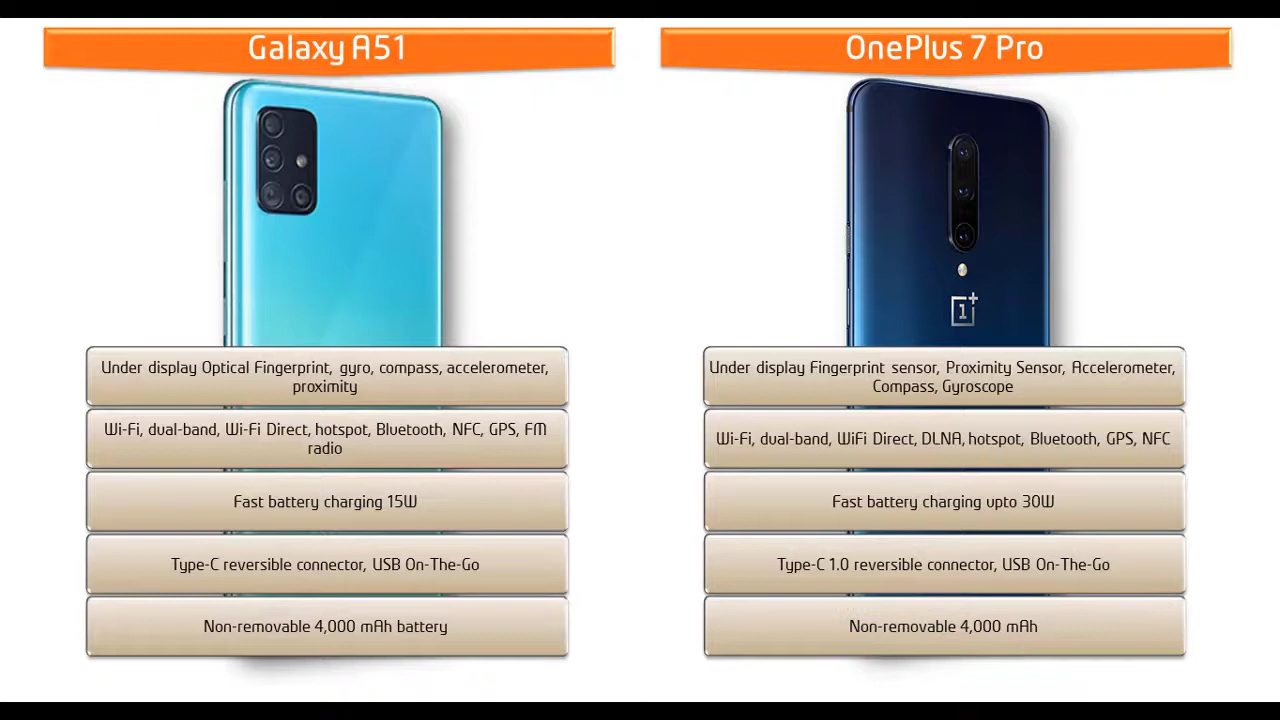 Galaxy A51
Under display Optical Fingerprint, gyro, compass, accelerometer,
proximity
Wi-Fi, dual-band, Wi-Fi Direct, hotspot, Bluetooth, NFC, GPS, FM
radio
Fast battery charging 15W
Type-C reversible connector, USB On-The-Go
Non-removable 4,000 mAh battery
OnePlus 7 Pro
1+
Under display Fingerprint sensor, Proximity Sensor, Accelerometer,
Compass, Gyroscope
Wi-Fi, dual-band, WiFi Direct, DLNA, hotspot, Bluetooth, GPS, NFC
Fast battery charging upto 30W
Type-C 1.0 reversible connector, USB On-The-Go
Non-removable 4,000 mAh